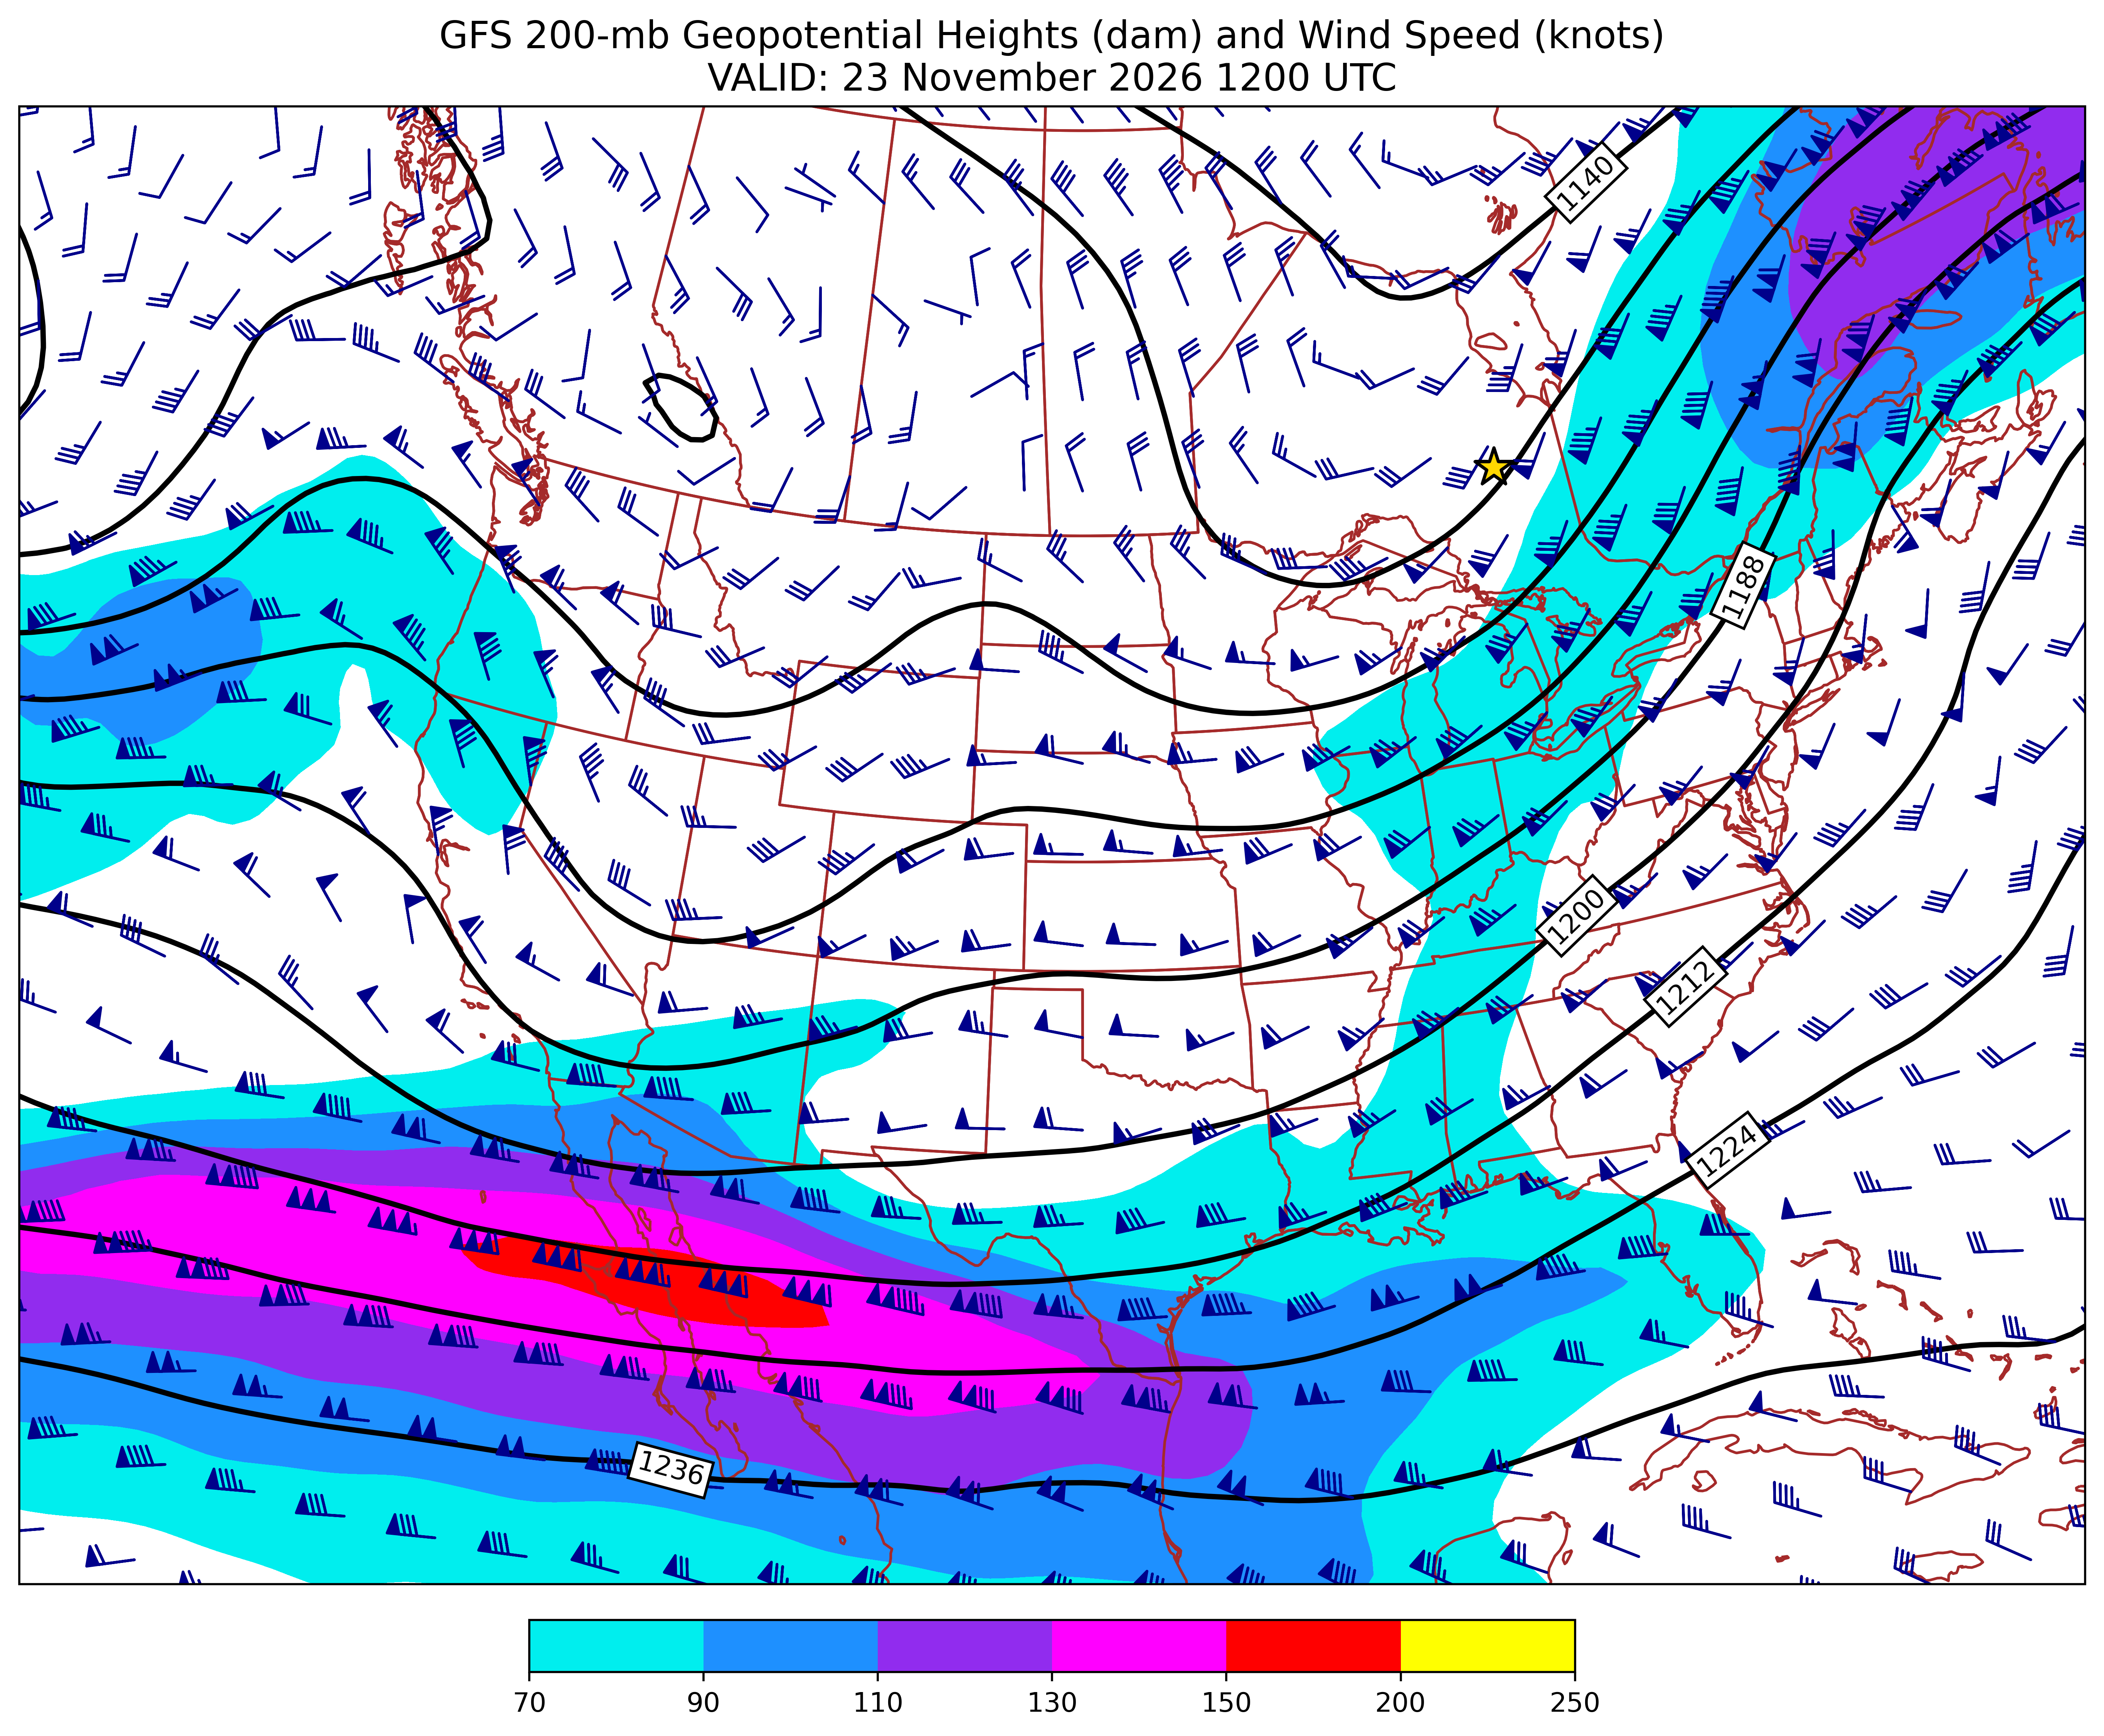 GFS 200-mb Geopotential Heights (dam) and Wind Speed (knots)
VALID: 23 November 2026 1200 UTC
1140
1188
1200
1212
1224
1236
70 90 110 130 150 200 250